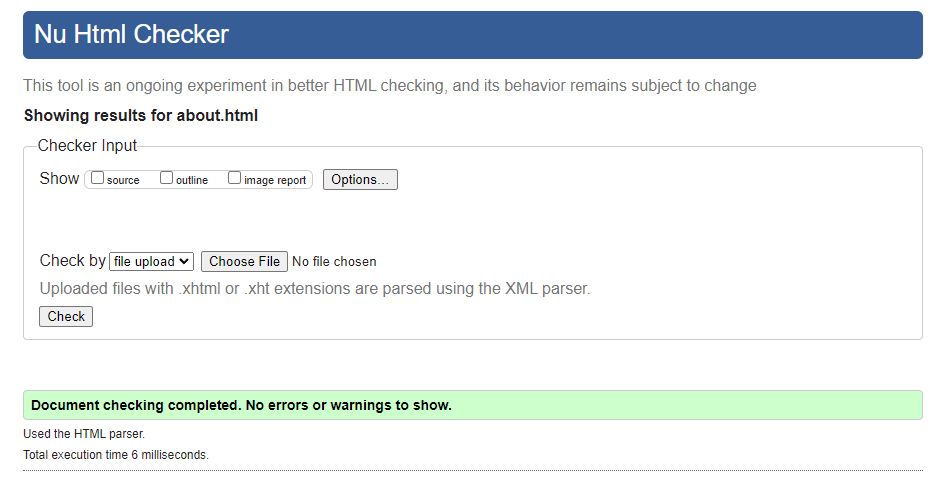 Nu Html Checker
This tool is an ongoing experiment in better HTML checking, and its behavior remains subject to change
Showing results for about.html
Checker Input
Show source outline image report Options...
Check by file upload Choose File No file chosen
Uploaded files with .xhtml or .xht extensions are parsed using the XML parser.
Check
Document checking completed. No errors or warnings to show.
Used the HTML parser.
Total execution time 6 milliseconds.